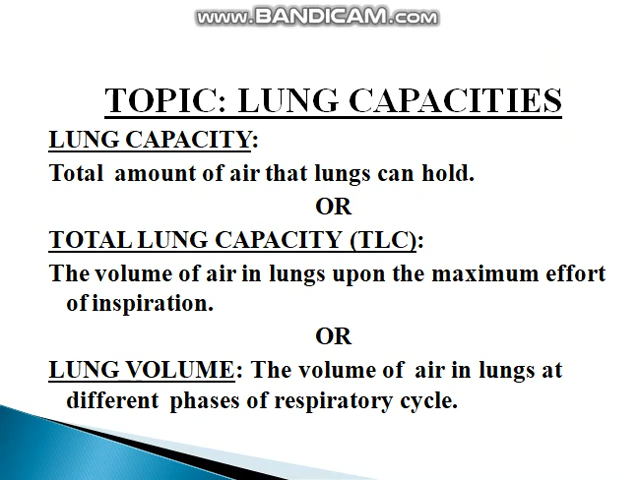 www.BANDICAM.com
TOPIC: LUNG CAPACITIES
LUNG CAPACITY:
Total amount of air that lungs can hold.
OR
TOTAL LUNG CAPACITY (TLC):
The volume of air in lungs upon the maximum effort
of inspiration.
OR
LUNG VOLUME: The volume of air in lungs at
different phases of respiratory cycle.